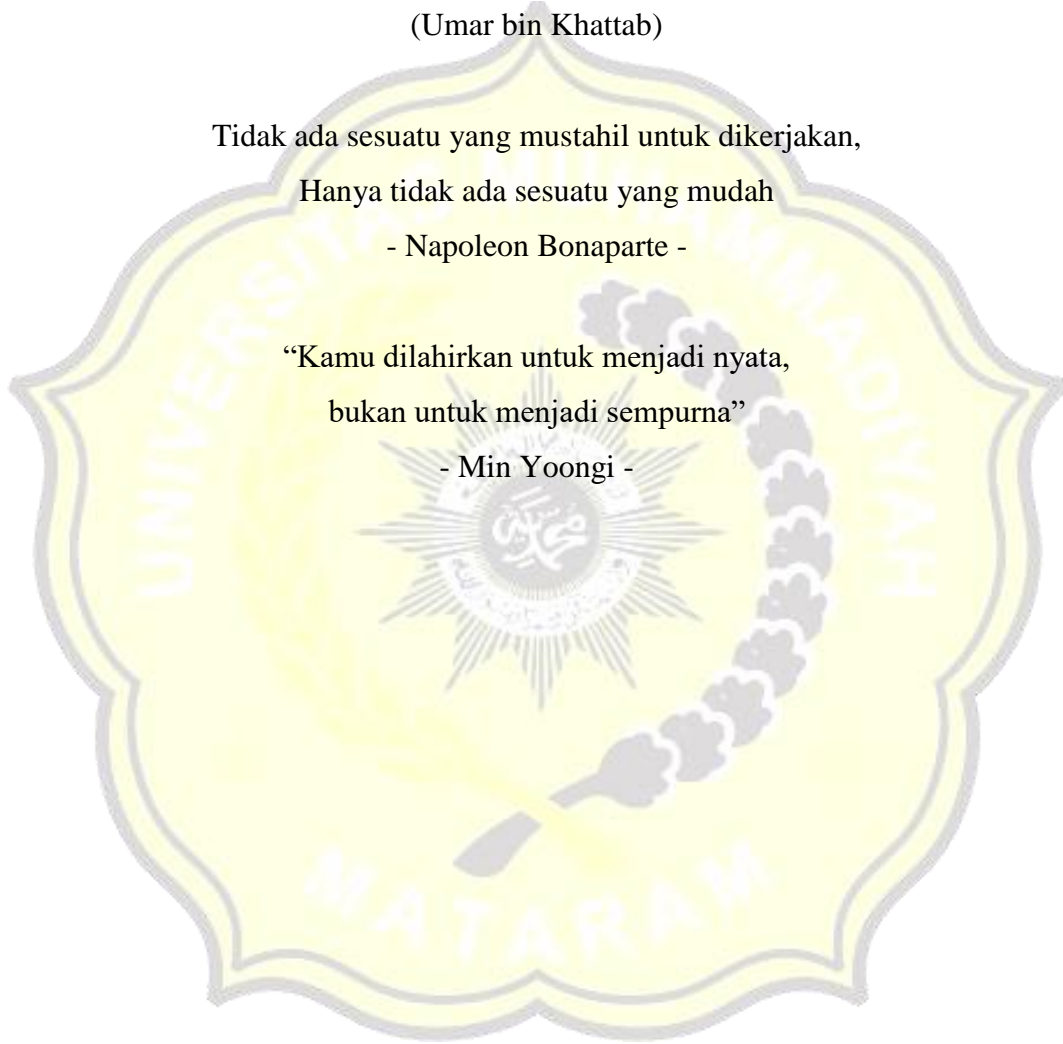 (Umar bin Khattab)
Tidak ada sesuatu yang mustahil untuk dikerjakan,
Hanya tidak ada sesuatu yang mudah
- Napoleon Bonaparte -
“Kamu dilahirkan untuk menjadi nyata,
bukan untuk menjadi sempurna”
- Min Yoongi -
UNIVERSITAS MUHAMMADIYAH
MATARAM